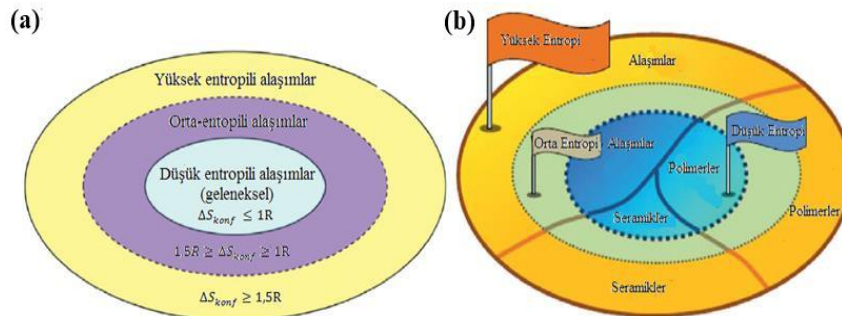 (a)
Yüksek entropili alaşımlar
Orta-entopili alaşımlar
Düşük entropili alaşımlar
(geleneksel)
ΔS_konf ≤ 1R
1,5R ≥ ΔS_konf ≥ 1R
ΔS_konf ≥ 1,5R
(b)
Yüksek Entropi
Alaşımlar
Orta Entropi
Alaşımlar
Düşük Entropi
Polimerler
Seramikler
Polimerler
Seramikler